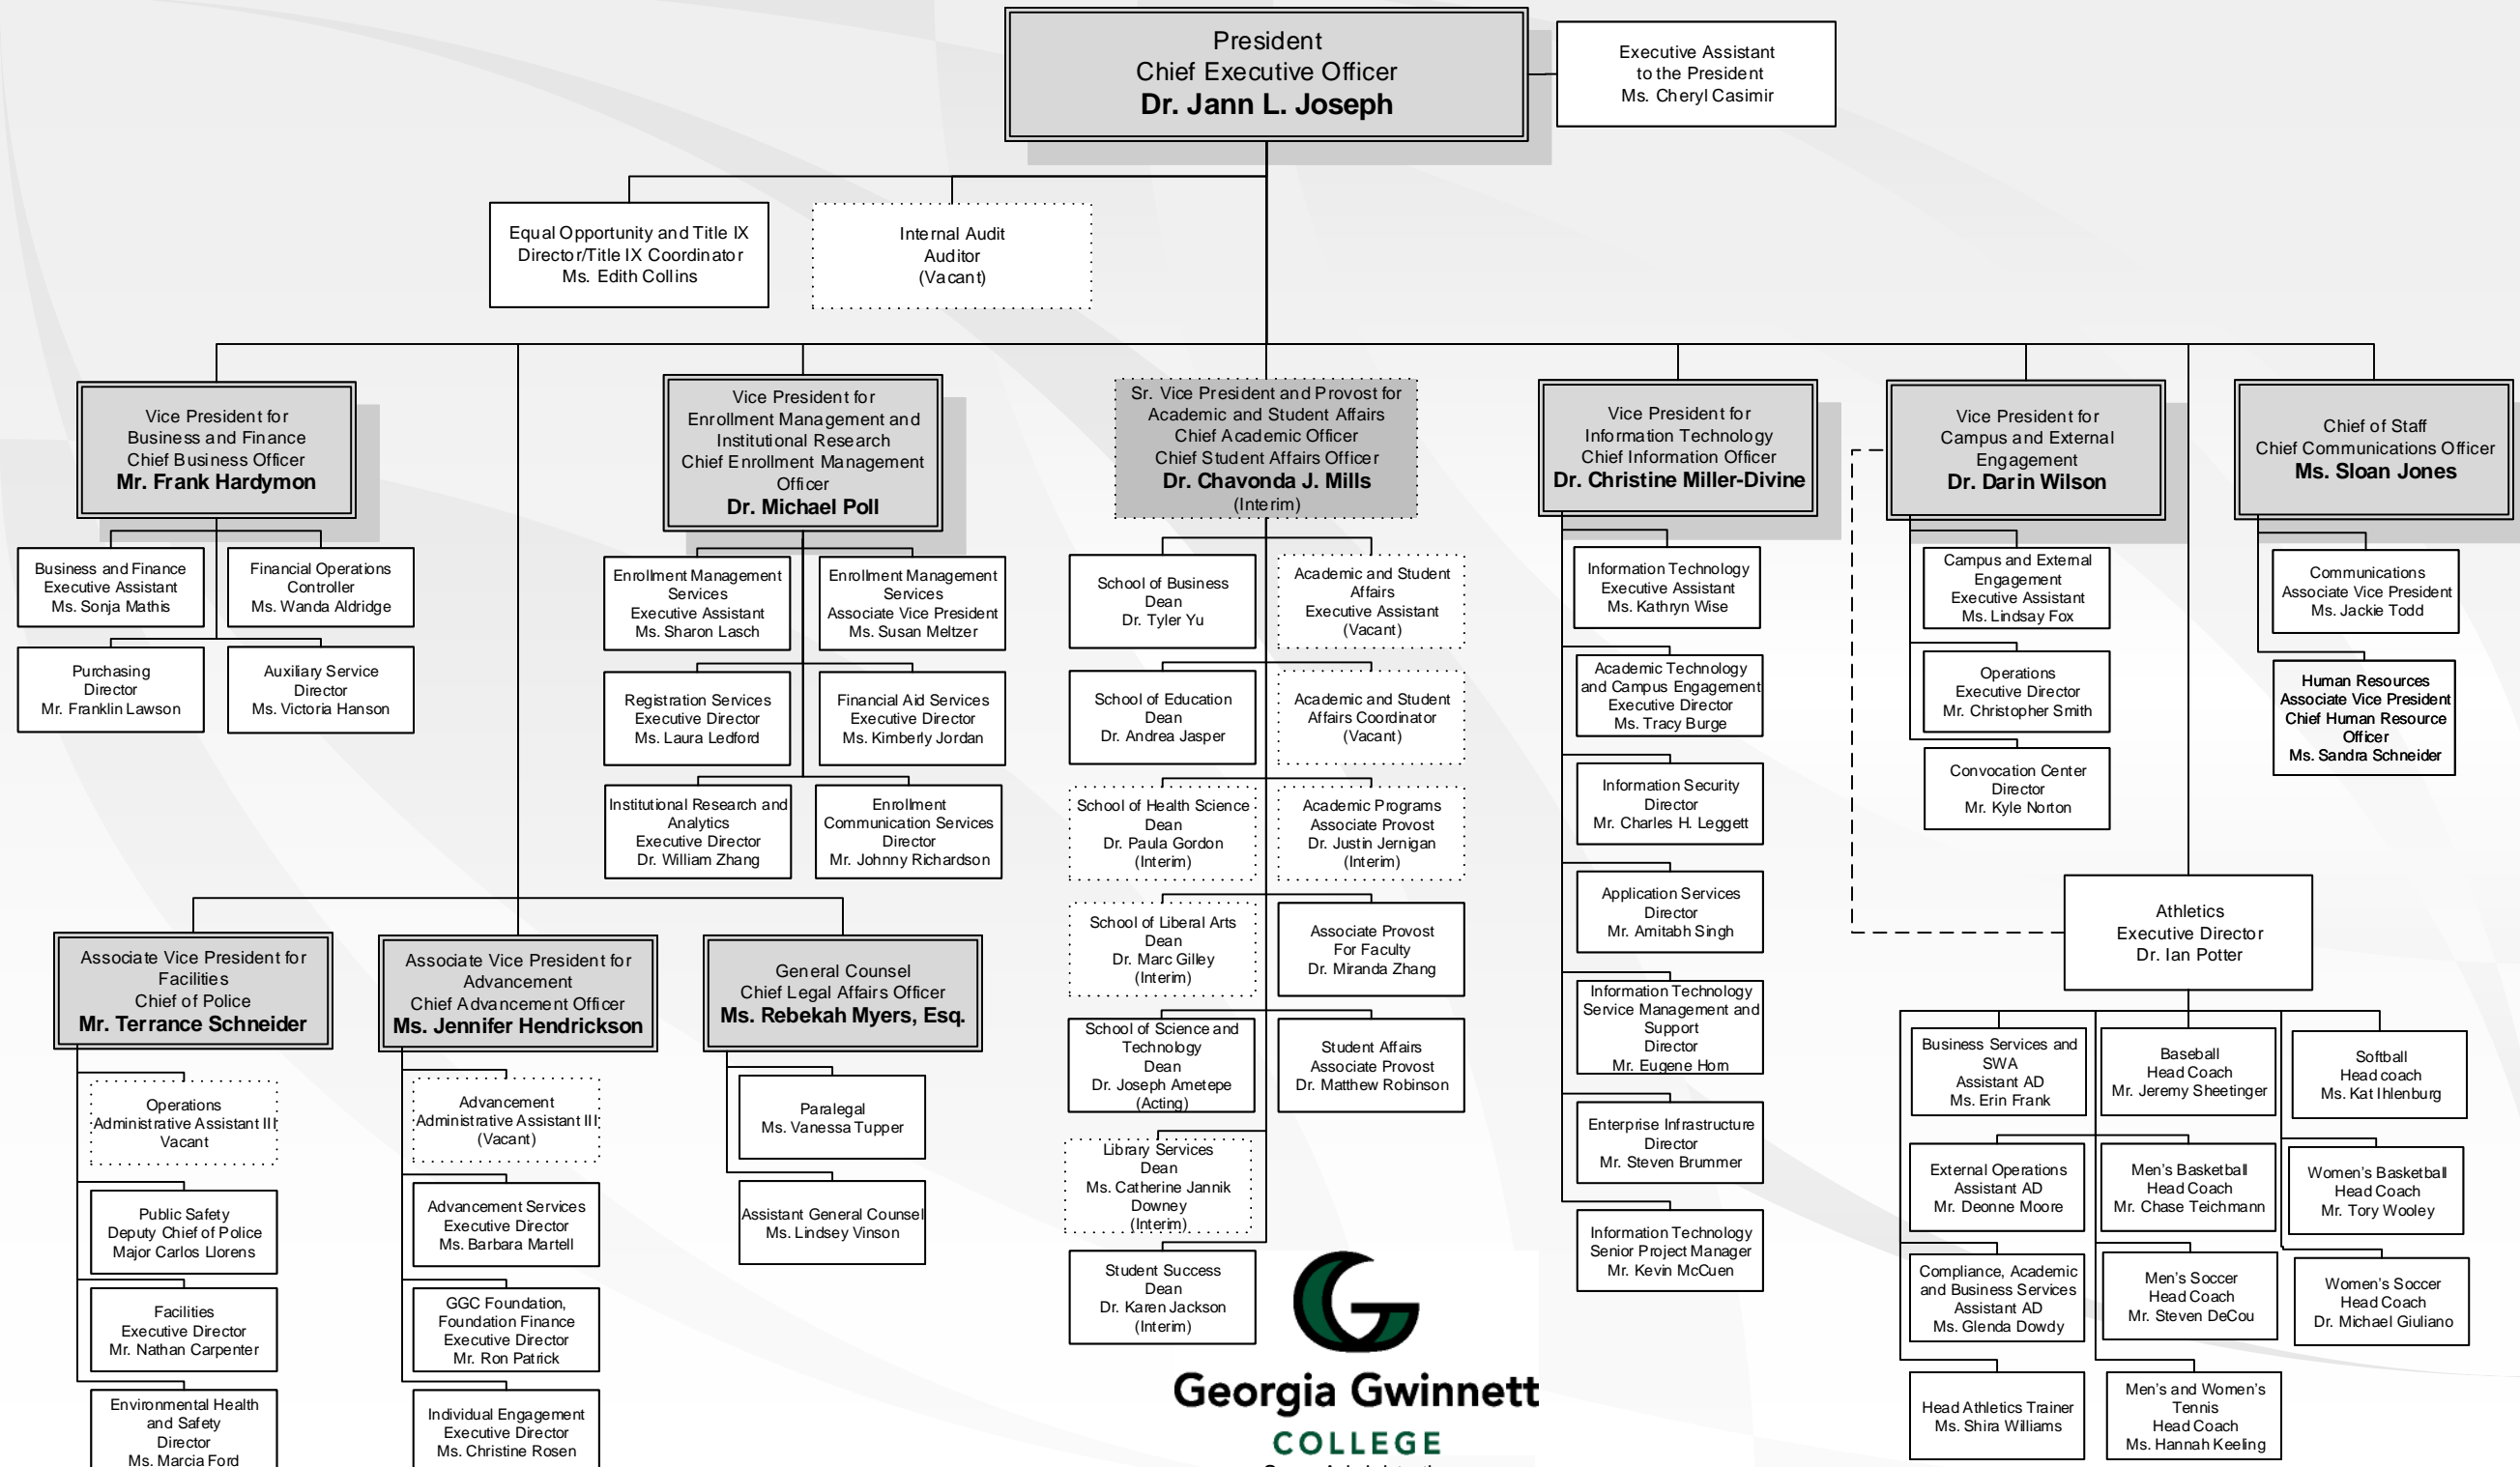 President
Chief Executive Officer
Dr. Jann L. Joseph
Executive Assistant
to the President
Ms. Cheryl Casimir
Equal Opportunity and Title IX
Director/Title IX Coordinator
Ms. Edith Collins
Internal Audit
Auditor
(Vacant)
Vice President for
Business and Finance
Chief Business Officer
Mr. Frank Hardymon
Business and Finance
Executive Assistant
Ms. Sonja Mathis
Financial Operations
Controller
Ms. Wanda Aldridge
Purchasing
Director
Mr. Franklin Lawson
Auxiliary Service
Director
Ms. Victoria Hanson
Vice President for
Enrollment Management and
Institutional Research
Chief Enrollment Management
Officer
Dr. Michael Poll
Enrollment Management
Services
Executive Assistant
Ms. Sharon Lasch
Enrollment Management
Services
Associate Vice President
Ms. Susan Meltzer
Registration Services
Executive Director
Ms. Laura Ledford
Financial Aid Services
Executive Director
Ms. Kimberly Jordan
Institutional Research and
Analytics
Executive Director
Dr. William Zhang
Enrollment
Communication Services
Director
Mr. Johnny Richardson
Sr. Vice President and Provost for
Academic and Student Affairs
Chief Academic Officer
Chief Student Affairs Officer
Dr. Chavonda J. Mills
(Interim)
School of Business
Dean
Dr. Tyler Yu
Academic and Student
Affairs
Executive Assistant
(Vacant)
School of Education
Dean
Dr. Andrea Jasper
Academic and Student
Affairs Coordinator
(Vacant)
School of Health Science
Dean
Dr. Paula Gordon
(Interim)
Academic Programs
Associate Provost
Dr. Justin Jernigan
(Interim)
School of Liberal Arts
Dean
Dr. Marc Gilley
(Interim)
Associate Provost
For Faculty
Dr. Miranda Zhang
School of Science and
Technology
Dean
Dr. Joseph Ametepe
(Acting)
Student Affairs
Associate Provost
Dr. Matthew Robinson
Library Services
Dean
Ms. Catherine Jannik
Downey
(Interim)
Student Success
Dean
Dr. Karen Jackson
(Interim)
Vice President for
Information Technology
Chief Information Officer
Dr. Christine Miller-Divine
Information Technology
Executive Assistant
Ms. Kathryn Wise
Academic Technology
and Campus Engagement
Executive Director
Ms. Tracy Burge
Information Security
Director
Mr. Charles H. Leggett
Application Services
Director
Mr. Amitabh Singh
Information Technology
Service Management and
Support
Director
Mr. Eugene Horn
Enterprise Infrastructure
Director
Mr. Steven Brummer
Information Technology
Senior Project Manager
Mr. Kevin McCuen
Vice President for
Campus and External
Engagement
Dr. Darin Wilson
Campus and External
Engagement
Executive Assistant
Ms. Lindsay Fox
Operations
Executive Director
Mr. Christopher Smith
Convocation Center
Director
Mr. Kyle Norton
Chief of Staff
Chief Communications Officer
Ms. Sloan Jones
Communications
Associate Vice President
Ms. Jackie Todd
Human Resources
Associate Vice President
Chief Human Resource
Officer
Ms. Sandra Schneider
Associate Vice President for
Facilities
Chief of Police
Mr. Terrance Schneider
Operations
Administrative Assistant III
Vacant
Public Safety
Deputy Chief of Police
Major Carlos Llorens
Facilities
Executive Director
Mr. Nathan Carpenter
Environmental Health
and Safety
Director
Ms. Marcia Ford
Associate Vice President for
Advancement
Chief Advancement Officer
Ms. Jennifer Hendrickson
Advancement
Administrative Assistant III
(Vacant)
Advancement Services
Executive Director
Ms. Barbara Martell
GGC Foundation,
Foundation Finance
Executive Director
Mr. Ron Patrick
Individual Engagement
Executive Director
Ms. Christine Rosen
General Counsel
Chief Legal Affairs Officer
Ms. Rebekah Myers, Esq.
Paralegal
Ms. Vanessa Tupper
Assistant General Counsel
Ms. Lindsey Vinson
Athletics
Executive Director
Dr. Ian Potter
Business Services and
SWA
Assistant AD
Ms. Erin Frank
Baseball
Head Coach
Mr. Jeremy Sheetinger
Softball
Head coach
Ms. Kat Ihlenburg
External Operations
Assistant AD
Mr. Deonne Moore
Men's Basketball
Head Coach
Mr. Chase Teichmann
Women's Basketball
Head Coach
Mr. Tory Wooley
Compliance, Academic
and Business Services
Assistant AD
Ms. Glenda Dowdy
Men's Soccer
Head Coach
Mr. Steven DeCou
Women's Soccer
Head Coach
Dr. Michael Giuliano
Head Athletics Trainer
Ms. Shira Williams
Men's and Women's
Tennis
Head Coach
Ms. Hannah Keeling
Georgia Gwinnett
COLLEGE